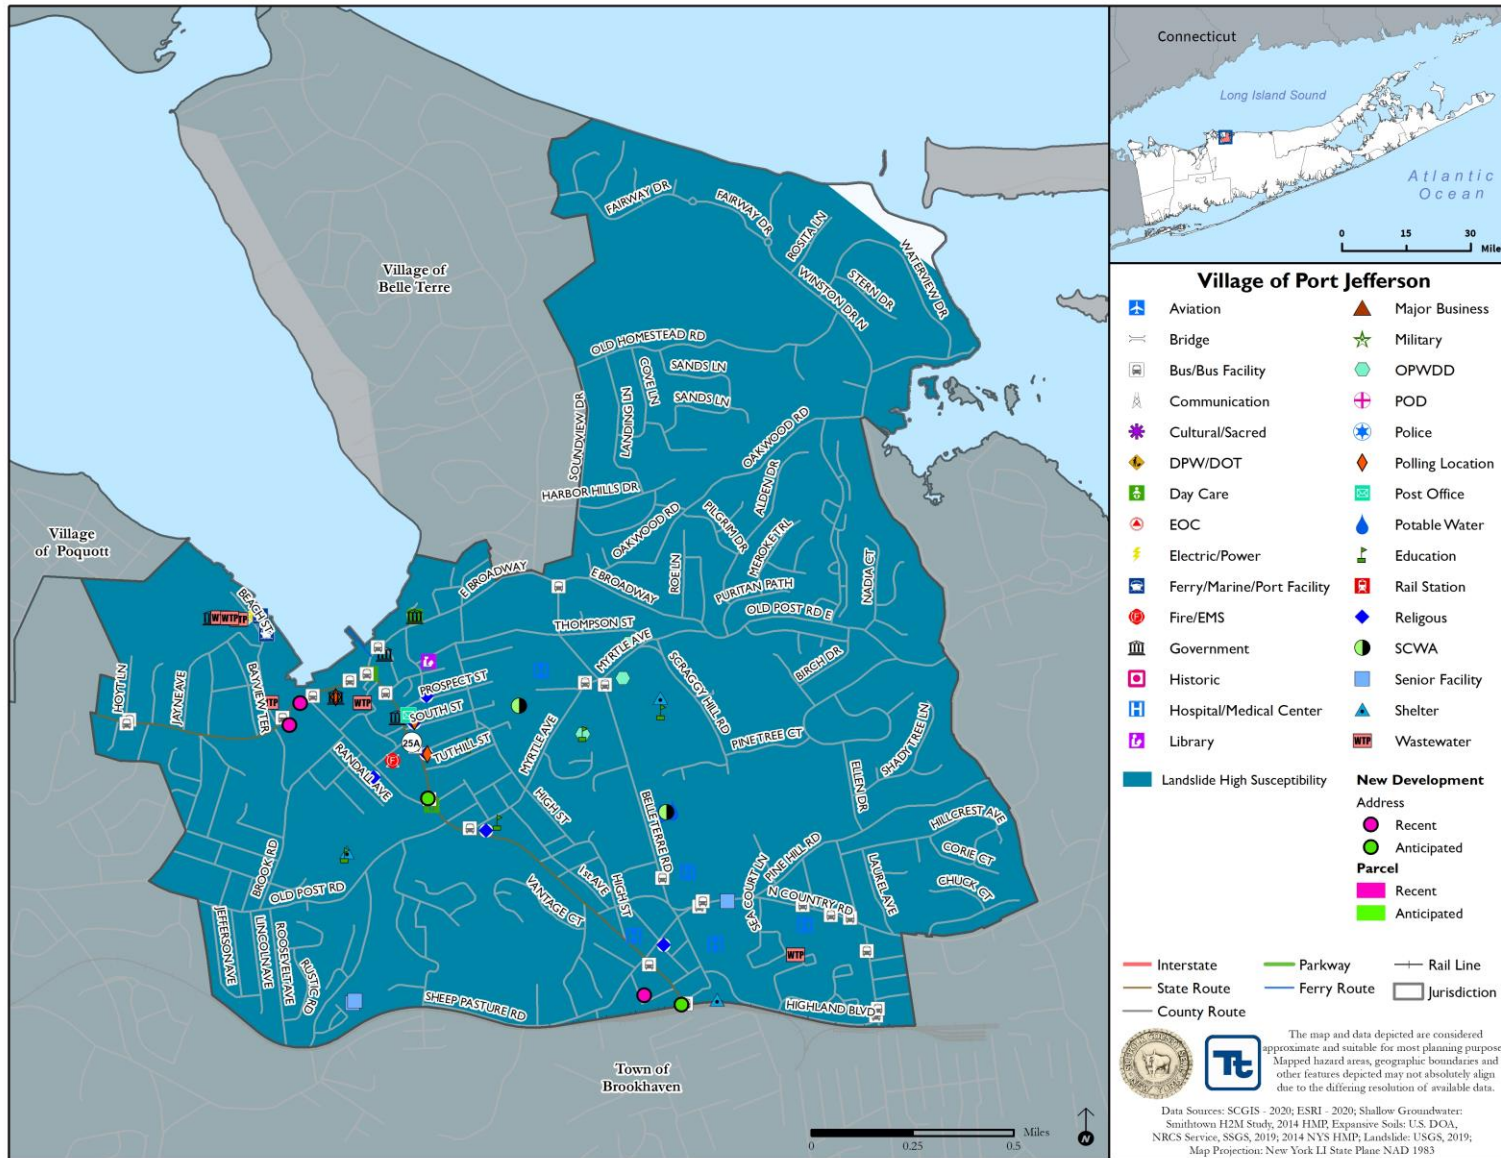 Village of
Belle Terre
Village
of Poquott
Town of
Brookhaven
FAIRWAY DR
FAIRWAY DR
ROSITA LN
WATERVIEW DR
STERN DR
WINSTON DR N
OLD HOMESTEAD RD
SANDS LN
COVE LN
SANDS LN
LANDING LN
SOUNDVIEW DR
OAKWOOD RD
HARBOR HILLS DR
ALDEN DR
PILGRIM DR
OAKWOOD RD
MEROKE TRL
NADIA CT
ROE LN
E BROADWAY
E BROADWAY
PURITAN PATH
OLD POST RD E
THOMPSON ST
BEACH ST
MYRTLE AVE
BIRCH DR
SCRAGGY HILL RD
HOYT LN
JAYNE AVE
BAYVIEW TER
PROSPECT ST
SOUTH ST
25A
TUTHILL ST
MYRTLE AVE
PINE TREE CT
SHADY TREE LN
RANDALL AVE
ELLEN DR
HIGH ST
BELLE TERRE RD
HILLCREST AVE
CORIE CT
PINE HILL RD
CHUCK CT
LAUREL AVE
BROOK RD
OLD POST RD
1st AVE
VANTAGE CT
HIGH ST
SEA COURT LN
N COUNTRY RD
JEFFERSON AVE
LINCOLN AVE
ROOSEVELT AVE
RUSTIC RD
SHEEP PASTURE RD
HIGHLAND BLVD
WTP
WTP
WTP
0 0.25 0.5
Miles
N
Connecticut
Long Island Sound
Atlantic
Ocean
0 15 30
Mile
Village of Port Jefferson
Aviation
Bridge
Bus/Bus Facility
Communication
Cultural/Sacred
DPW/DOT
Day Care
EOC
Electric/Power
Ferry/Marine/Port Facility
Fire/EMS
Government
Historic
Hospital/Medical Center
Library
Major Business
Military
OPWDD
POD
Police
Polling Location
Post Office
Potable Water
Education
Rail Station
Religous
SCWA
Senior Facility
Shelter
WTP Wastewater
Landslide High Susceptibility
New Development
Address
Recent
Anticipated
Parcel
Recent
Anticipated
Interstate
State Route
County Route
Parkway
Ferry Route
Rail Line
Jurisdiction
Tt
The map and data depicted are considered
approximate and suitable for most planning purpose
Mapped hazard areas, geographic boundaries and
other features depicted may not absolutely align
due to the differing resolution of available data.
Data Sources: SCGIS - 2020; ESRI - 2020; Shallow Groundwater:
Smithtown H2M Study, 2014 HMP, Expansive Soils: U.S. DOA,
NRCS Service, SSGS, 2019; 2014 NYS HMP; Landslide: USGS, 2019;
Map Projection: New York LI State Plane NAD 1983